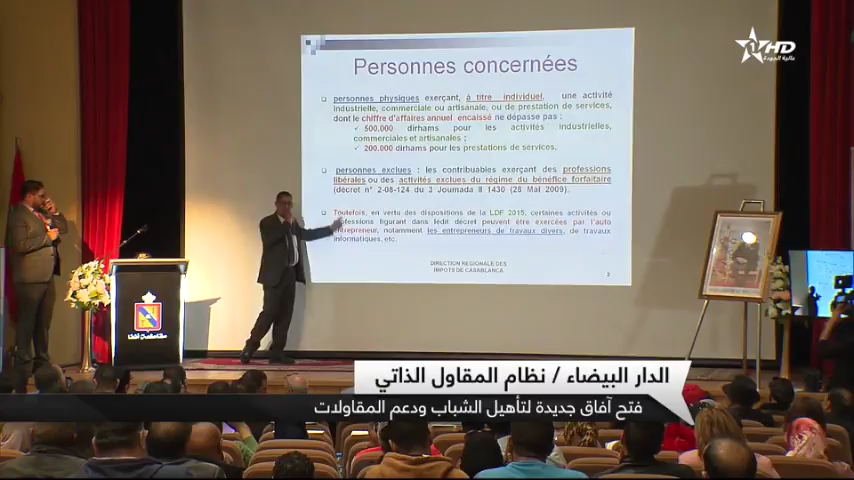 HD
عالية الجودة
Personnes concernées
personnes physiques exerçant, à titre individuel, une activité
industrielle, commerciale ou artisanale, ou de prestation de services,
dont le chiffre d'affaires annuel encaissé ne dépasse pas :
500.000 dirhams pour les activités industrielles,
commerciales et artisanales ;
200.000 dirhams pour les prestations de services.
personnes exclues : les contribuables exerçant des professions
libérales ou des activités exclues du régime du bénéfice forfaitaire
(décret n° 2-08-124 du 3 Joumada II 1430 (28 Mai 2009).
Toutefois, en vertu des dispositions de la LDF 2015, certaines activités ou
professions figurant dans ledit décret peuvent être exercées par l'auto
entrepreneur, notamment les entrepreneurs de travaux divers, de travaux
informatiques, etc.
DIRECTION REGIONALE DES
IMPOTS DE CASABLANCA
الدار البيضاء / نظام المقاول الذاتي
فتح آفاق جديدة لتأهيل الشباب ودعم المقاولات